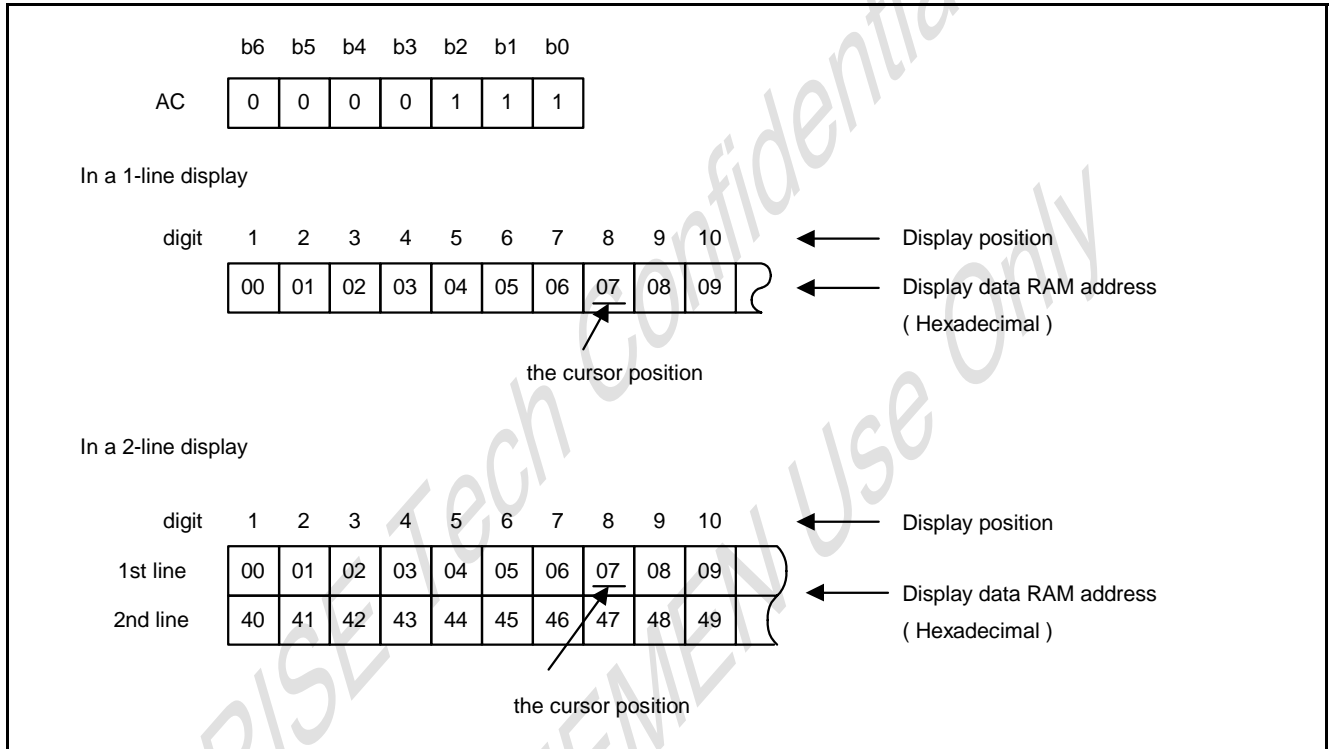 b6 b5 b4 b3 b2 b1 b0
AC 0 0 0 0 1 1 1
In a 1-line display
digit 1 2 3 4 5 6 7 8 9 10 Display position
00 01 02 03 04 05 06 07 08 09 Display data RAM address
( Hexadecimal )
the cursor position
In a 2-line display
digit 1 2 3 4 5 6 7 8 9 10 Display position
1st line 00 01 02 03 04 05 06 07 08 09
Display data RAM address
2nd line 40 41 42 43 44 45 46 47 48 49
( Hexadecimal )
the cursor position
Tech
Use Only